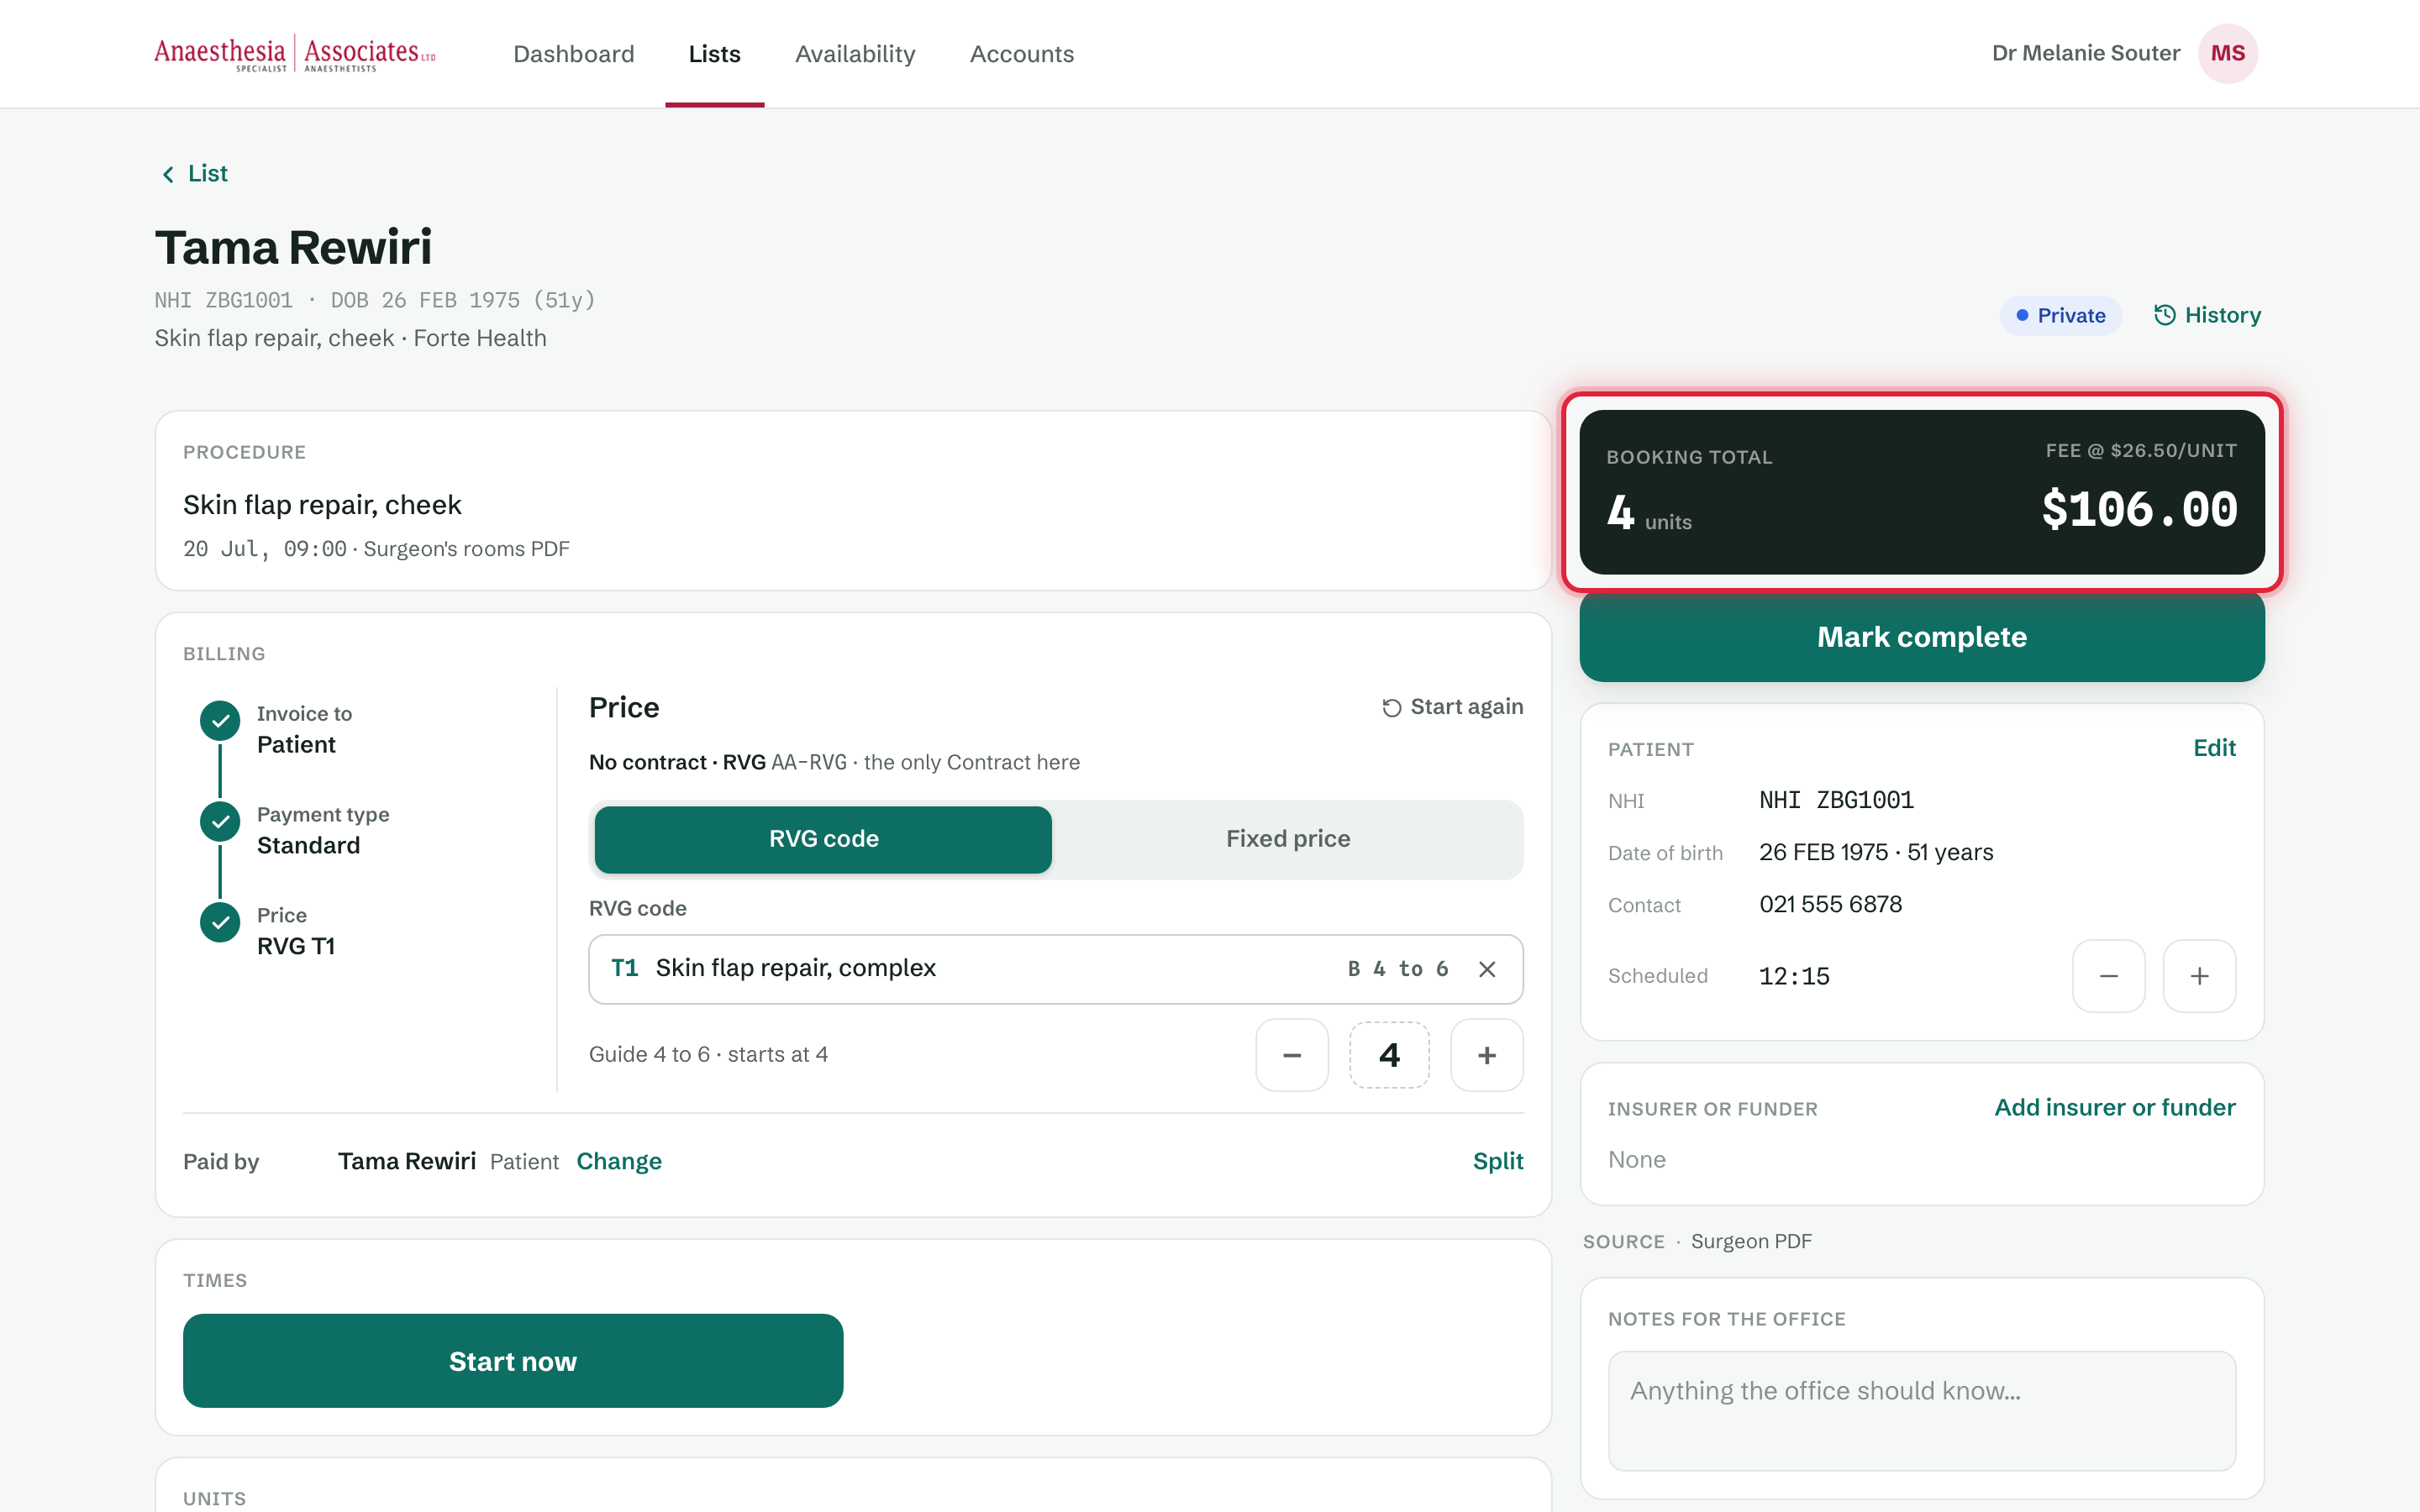 Anaesthesia | Associates LTD
SPECIALIST ANAESTHETISTS
Dashboard
Lists
Availability
Accounts
Dr Melanie Souter
MS
List
Tama Rewiri
NHI ZBG1001 · DOB 26 FEB 1975 (51y)
Skin flap repair, cheek · Forte Health
Private
History
PROCEDURE
Skin flap repair, cheek
20 Jul, 09:00 · Surgeon's rooms PDF
BOOKING TOTAL
4 units
FEE @ $26.50/UNIT
$106.00
Mark complete
BILLING
Invoice to
Patient
Payment type
Standard
Price
RVG T1
Price
Start again
No contract · RVG AA-RVG · the only Contract here
RVG code
Fixed price
RVG code
T1 Skin flap repair, complex B 4 to 6
Guide 4 to 6 · starts at 4
− 4 +
Paid by Tama Rewiri Patient Change Split
TIMES
Start now
UNITS
PATIENT
Edit
NHI NHI ZBG1001
Date of birth 26 FEB 1975 · 51 years
Contact 021 555 6878
Scheduled 12:15 − +
INSURER OR FUNDER
Add insurer or funder
None
SOURCE · Surgeon PDF
NOTES FOR THE OFFICE
Anything the office should know...